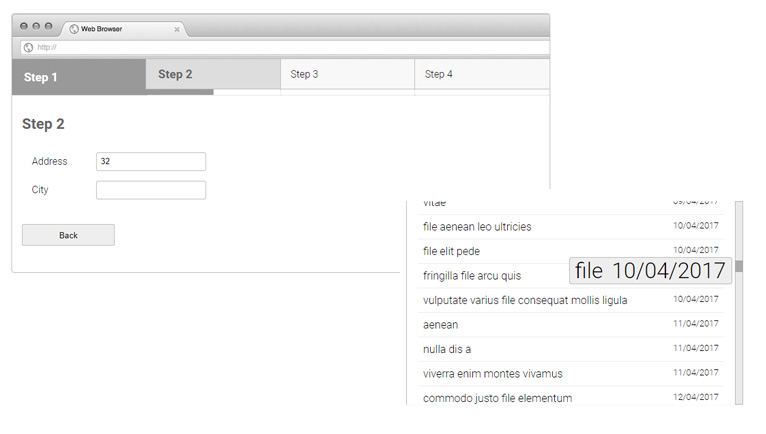 Web Browser
http://
Step 1
Step 2
Step 3
Step 4
Step 2
Address 32
City
Back
vitae 09/04/2017
file aenean leo ultricies 10/04/2017
file elit pede 10/04/2017
file 10/04/2017
fringilla file arcu quis
vulputate varius file consequat mollis ligula 10/04/2017
aenean 11/04/2017
nulla dis a 11/04/2017
viverra enim montes vivamus 11/04/2017
commodo justo file elementum 12/04/2017